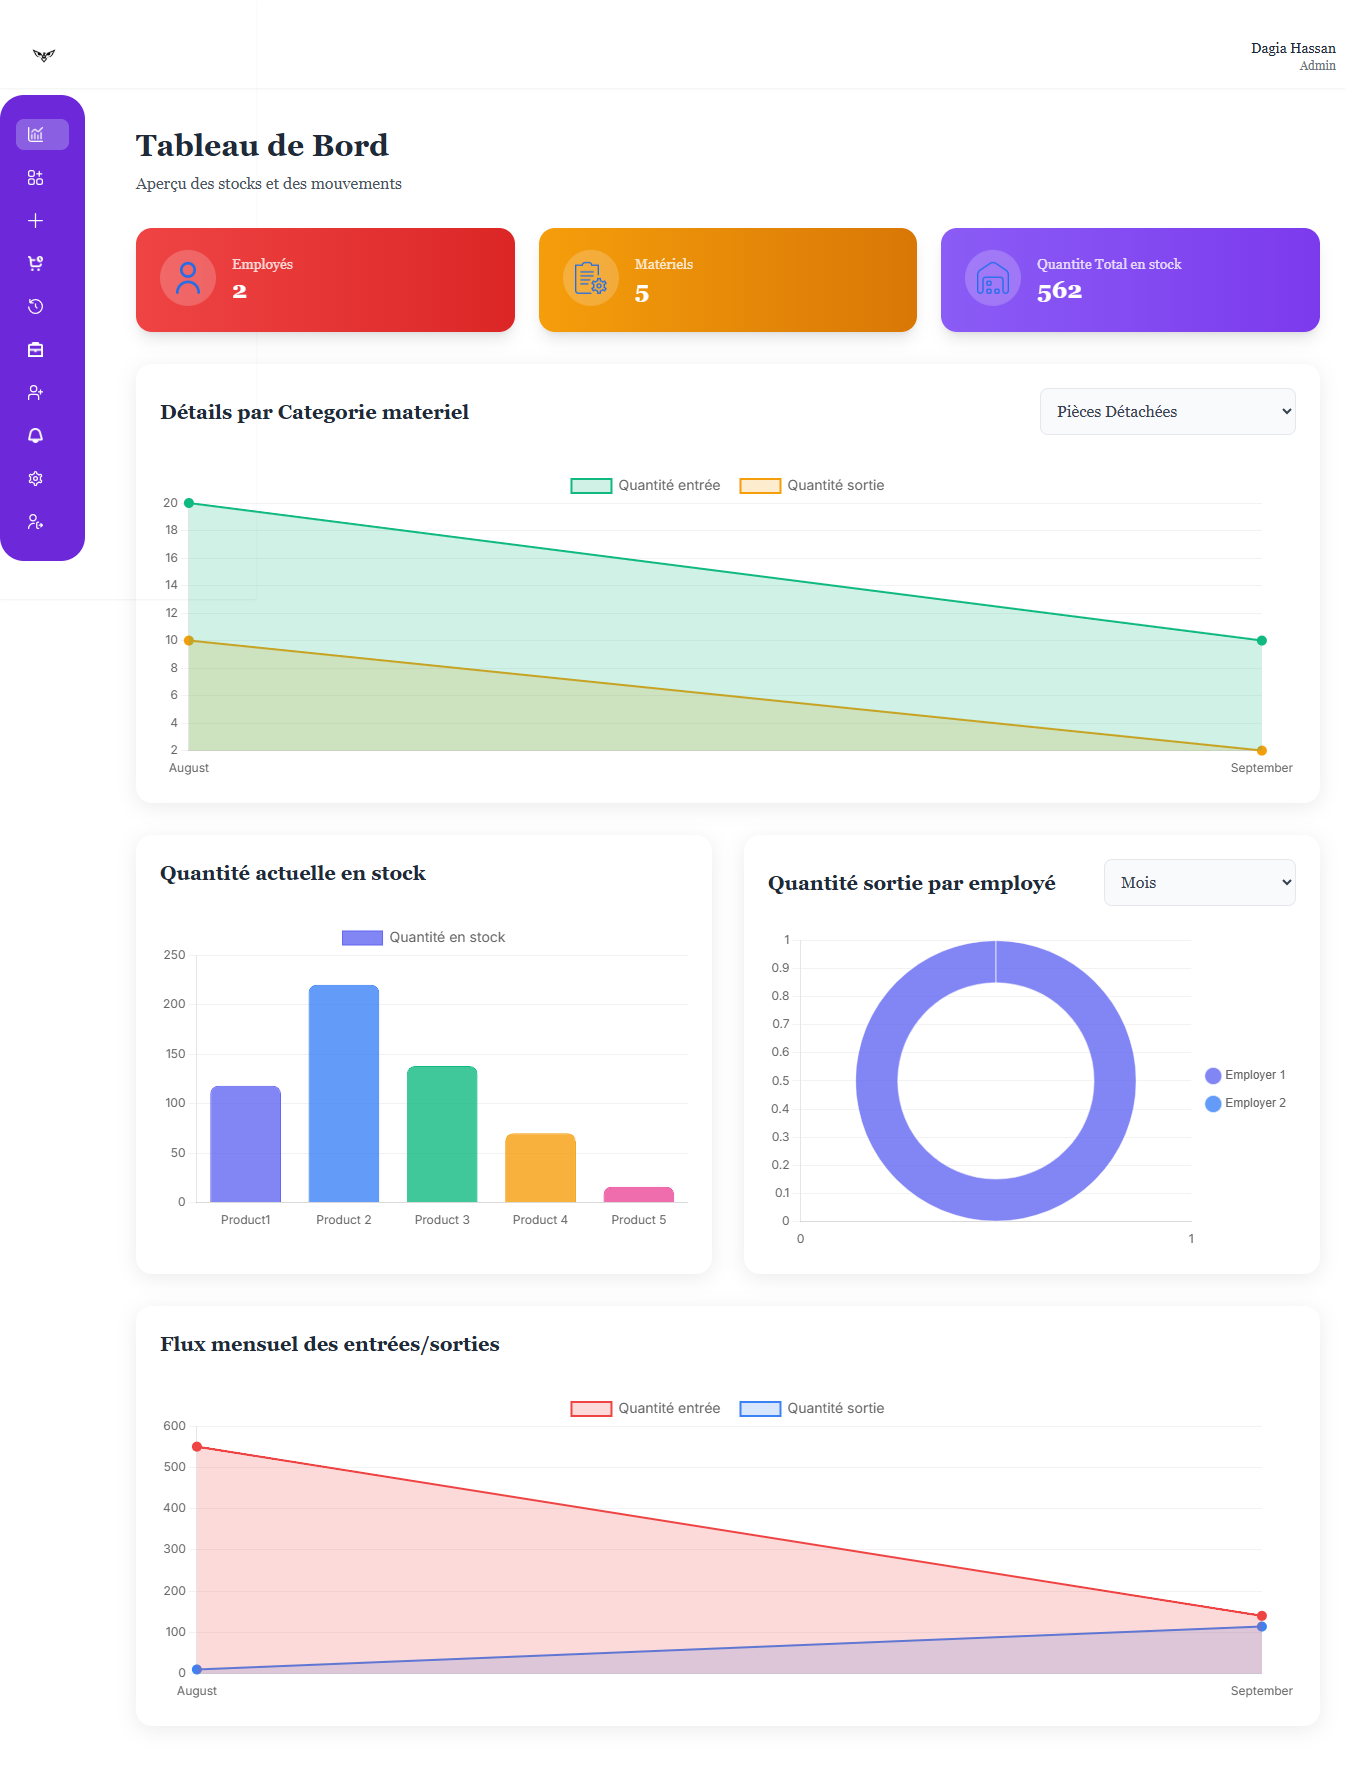 Dagia Hassan
Admin
Tableau de Bord
Aperçu des stocks et des mouvements
Employés
2
Matériels
5
Quantite Total en stock
562
Détails par Categorie materiel
Pièces Détachées
Quantité entrée
Quantité sortie
20
18
16
14
12
10
8
6
4
2
August
September
Quantité actuelle en stock
Quantité en stock
250
200
150
100
50
0
Product1
Product 2
Product 3
Product 4
Product 5
Quantité sortie par employé
Mois
1
0.9
0.8
0.7
0.6
0.5
0.4
0.3
0.2
0.1
0
0
1
Employer 1
Employer 2
Flux mensuel des entrées/sorties
Quantité entrée
Quantité sortie
600
500
400
300
200
100
0
August
September